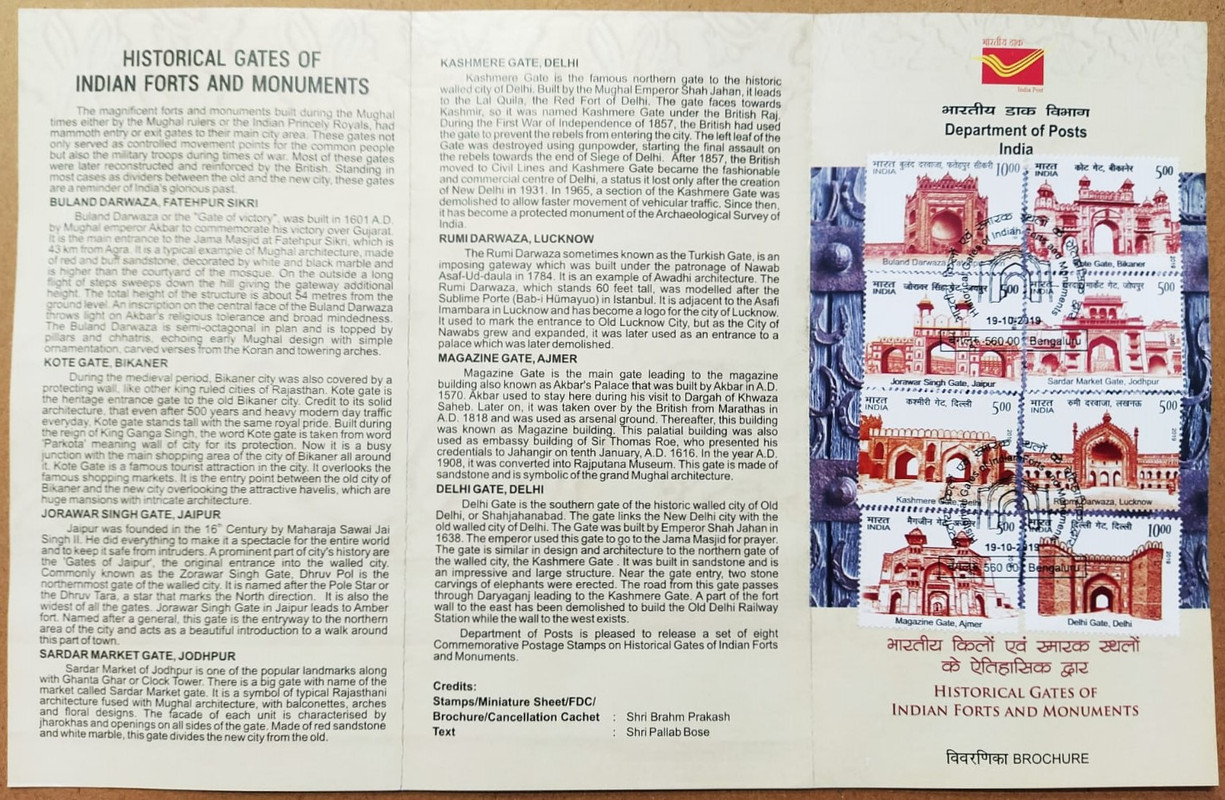 HISTORICAL GATES OF
INDIAN FORTS AND MONUMENTS
The magnificent forts and monuments built during the Mughal
times either by the Mughal rulers or the Indian Princely Royals, had
mammoth entry or exit gates to their main city area. These gates not
only served as controlled movement points for the common people
but also the military troops during times of war. Most of these gates
were later reconstructed and reinforced by the British. Standing in
most cases as dividers between the old and the new city, these gates
are a reminder of India's glorious past.
BULAND DARWAZA, FATEHPUR SIKRI
Buland Darwaza or the "Gate of victory", was built in 1601 A.D.
by Mughal emperor Akbar to commemorate his victory over Gujarat.
It is the main entrance to the Jama Masjid at Fatehpur Sikri, which is
43 km from Agra. It is a typical example of Mughal architecture, made
of red and buff sandstone, decorated by white and black marble and
is higher than the courtyard of the mosque. On the outside a long
flight of steps sweeps down the hill giving the gateway additional
height. The total height of the structure is about 54 metres from the
ground level. An inscription on the central face of the Buland Darwaza
throws light on Akbar's religious tolerance and broad mindedness.
The Buland Darwaza is semi-octagonal in plan and is topped by
pillars and chhatris, echoing early Mughal design with simple
ornamentation, carved verses from the Koran and towering arches.
KOTE GATE, BIKANER
During the medieval period, Bikaner city was also covered by a
protecting wall, like other king ruled cities of Rajasthan. Kote gate is
the heritage entrance gate to the old Bikaner city. Credit to its solid
architecture, that even after 500 years and heavy modern day traffic
everyday. Kote gate stands tall with the same royal pride. Built during
the reign of King Ganga Singh, the word Kote gate is taken from word
'Parkota' meaning wall of city for its protection. Now it is a busy
junction with the main shopping area of the city of Bikaner all around
it. Kote Gate is a famous tourist attraction in the city. It overlooks the
famous shopping markets. It is the entry point between the old city of
Bikaner and the new city overlooking the attractive havelis, which are
huge mansions with intricate architecture.
JORAWAR SINGH GATE, JAIPUR
Jaipur was founded in the 16th Century by Maharaja Sawai Jai
Singh II. He did everything to make it a spectacle for the entire world
and to keep it safe from intruders. A prominent part of city's history are
the 'Gates of Jaipur', the original entrance into the walled city.
Commonly known as the Zorawar Singh Gate, Dhruv Pol is the
northernmost gate of the walled city. It is named after the Pole Star or
the Dhruv Tara, a star that marks the North direction. It is also the
widest of all the gates. Jorawar Singh Gate in Jaipur leads to Amber
fort. Named after a general, this gate is the entryway to the northern
area of the city and acts as a beautiful introduction to a walk around
this part of town.
SARDAR MARKET GATE, JODHPUR
Sardar Market of Jodhpur is one of the popular landmarks along
with Ghanta Ghar or Clock Tower. There is a big gate with name of the
market called Sardar Market gate. It is a symbol of typical Rajasthani
architecture fused with Mughal architecture, with balconettes, arches
and floral designs. The facade of each unit is characterised by
jharokhas and openings on all sides of the gate. Made of red sandstone
and white marble, this gate divides the new city from the old.
KASHMERE GATE, DELHI
Kashmere Gate is the famous northern gate to the historic
walled city of Delhi. Built by the Mughal Emperor Shah Jahan, it leads
to the Lal Quila, the Red Fort of Delhi. The gate faces towards
Kashmir, so it was named Kashmere Gate under the British Raj.
During the First War of Independence of 1857, the British had used
the gate to prevent the rebels from entering the city. The left leaf of the
Gate was destroyed using gunpowder, starting the final assault on
the rebels towards the end of Siege of Delhi. After 1857, the British
moved to Civil Lines and Kashmere Gate became the fashionable
and commercial centre of Delhi, a status it lost only after the creation
of New Delhi in 1931. In 1965, a section of the Kashmere Gate was
demolished to allow faster movement of vehicular traffic. Since then,
it has become a protected monument of the Archaeological Survey of
India.
RUMI DARWAZA, LUCKNOW
The Rumi Darwaza sometimes known as the Turkish Gate, is an
imposing gateway which was built under the patronage of Nawab
Asaf-Ud-daula in 1784. It is an example of Awadhi architecture. The
Rumi Darwaza, which stands 60 feet tall, was modelled after the
Sublime Porte (Bab-i Hümayuo) in Istanbul. It is adjacent to the Asafi
Imambara in Lucknow and has become a logo for the city of Lucknow.
It used to mark the entrance to Old Lucknow City, but as the City of
Nawabs grew and expanded, it was later used as an entrance to a
palace which was later demolished.
MAGAZINE GATE, AJMER
Magazine Gate is the main gate leading to the magazine
building also known as Akbar's Palace that was built by Akbar in A.D.
1570. Akbar used to stay here during his visit to Dargah of Khwaza
Saheb. Later on, it was taken over by the British from Marathas in
A.D. 1818 and was used as arsenal ground. Thereafter, this building
was known as Magazine building. This palatial building was also
used as embassy building of Sir Thomas Roe, who presented his
credentials to Jahangir on tenth January, A.D. 1616. In the year A.D.
1908, it was converted into Rajputana Museum. This gate is made of
sandstone and is symbolic of the grand Mughal architecture.
DELHI GATE, DELHI
Delhi Gate is the southern gate of the historic walled city of Old
Delhi, or Shahjahanabad. The gate links the New Delhi city with the
old walled city of Delhi. The Gate was built by Emperor Shah Jahan in
1638. The emperor used this gate to go to the Jama Masjid for prayer.
The gate is similar in design and architecture to the northern gate of
the walled city, the Kashmere Gate . It was built in sandstone and is
an impressive and large structure. Near the gate entry, two stone
carvings of elephants were erected. The road from this gate passes
through Daryaganj leading to the Kashmere Gate. A part of the fort
wall to the east has been demolished to build the Old Delhi Railway
Station while the wall to the west exists.
Department of Posts is pleased to release a set of eight
Commemorative Postage Stamps on Historical Gates of Indian Forts
and Monuments.
Credits:
Stamps/Miniature Sheet/FDC/
Brochure/Cancellation Cachet : Shri Brahm Prakash
Text : Shri Pallab Bose
भारतीय डाक
India Post
भारतीय डाक विभाग
Department of Posts
India
भारत बुलंद दरवाजा, फतेहपुर सीकरी 1000
INDIA
Buland Darwaza
भारत कोट गेट, बीकानेर 500
INDIA
Kote Gate, Bikaner
2019
भारत जोरावर सिंह 500
INDIA
Jorawar Singh Gate, Jaipur
मार्केट गेट, जोधपुर 500
Sardar Market Gate, Jodhpur
19-10-2019
560 00 Bengaluru
भारत कश्मीरी गेट, दिल्ली 500
INDIA
Kashmere Gate, Delhi
भारत रूमी दरवाजा, लखनऊ 500
INDIA
2019
Rumi Darwaza, Lucknow
भारत मैगजीन 500
INDIA
Magazine Gate, Ajmer
दिल्ली गेट, दिल्ली 1000
2019
Delhi Gate, Delhi
19-10-2019
560 00 Bengaluru
भारतीय किलों एवं स्मारक स्थलों
के ऐतिहासिक द्वार
HISTORICAL GATES OF
INDIAN FORTS AND MONUMENTS
विवरणिका BROCHURE